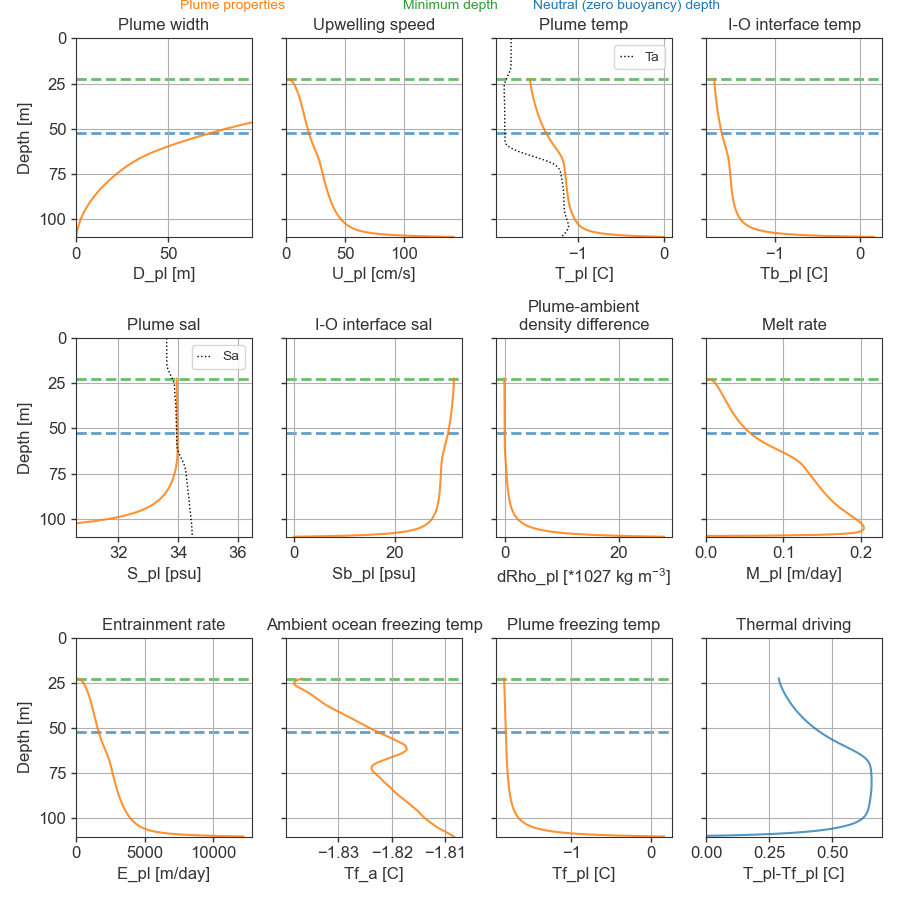 Plume properties Minimum depth Neutral (zero buoyancy) depth
Plume width Upwelling speed Plume temp I-O interface temp
Ta
0
25
50
75
100
Depth [m]
0 50
0 50 100
−1 0
−1 0
D_pl [m] U_pl [cm/s] T_pl [C] Tb_pl [C]
Plume sal I-O interface sal Plume-ambient
density difference Melt rate
Sa
0
25
50
75
100
Depth [m]
32 34 36
0 20
0 20
0.0 0.1 0.2
S_pl [psu] Sb_pl [psu] dRho_pl [*1027 kg m⁻³] M_pl [m/day]
Entrainment rate Ambient ocean freezing temp Plume freezing temp Thermal driving
0
25
50
75
100
Depth [m]
0 5000 10000
−1.83 −1.82 −1.81
−1 0
0.00 0.25 0.50
E_pl [m/day] Tf_a [C] Tf_pl [C] T_pl-Tf_pl [C]